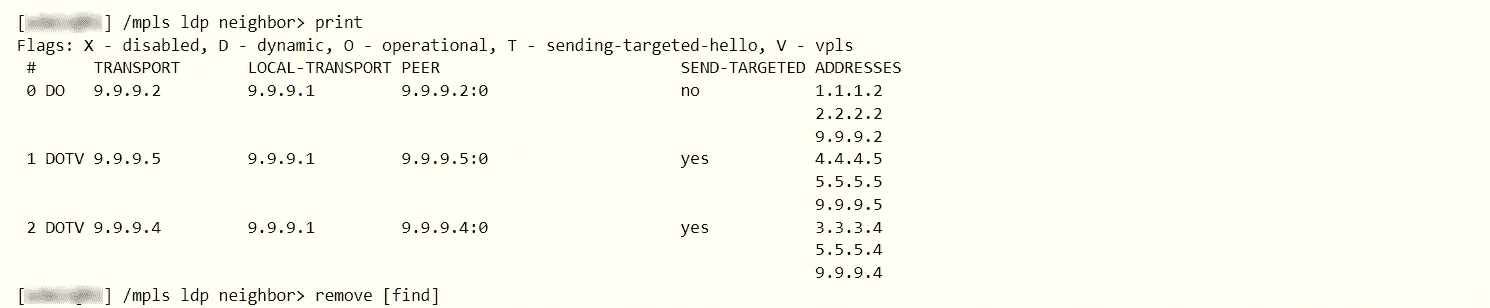 [ ] /mpls ldp neighbor> print
Flags: X - disabled, D - dynamic, O - operational, T - sending-targeted-hello, V - vpls
# TRANSPORT LOCAL-TRANSPORT PEER SEND-TARGETED ADDRESSES
0 DO 9.9.9.2 9.9.9.1 9.9.9.2:0 no 1.1.1.2
2.2.2.2
9.9.9.2
1 DOTV 9.9.9.5 9.9.9.1 9.9.9.5:0 yes 4.4.4.5
5.5.5.5
9.9.9.5
2 DOTV 9.9.9.4 9.9.9.1 9.9.9.4:0 yes 3.3.3.4
5.5.5.4
9.9.9.4
[ ] /mpls ldp neighbor> remove [find]